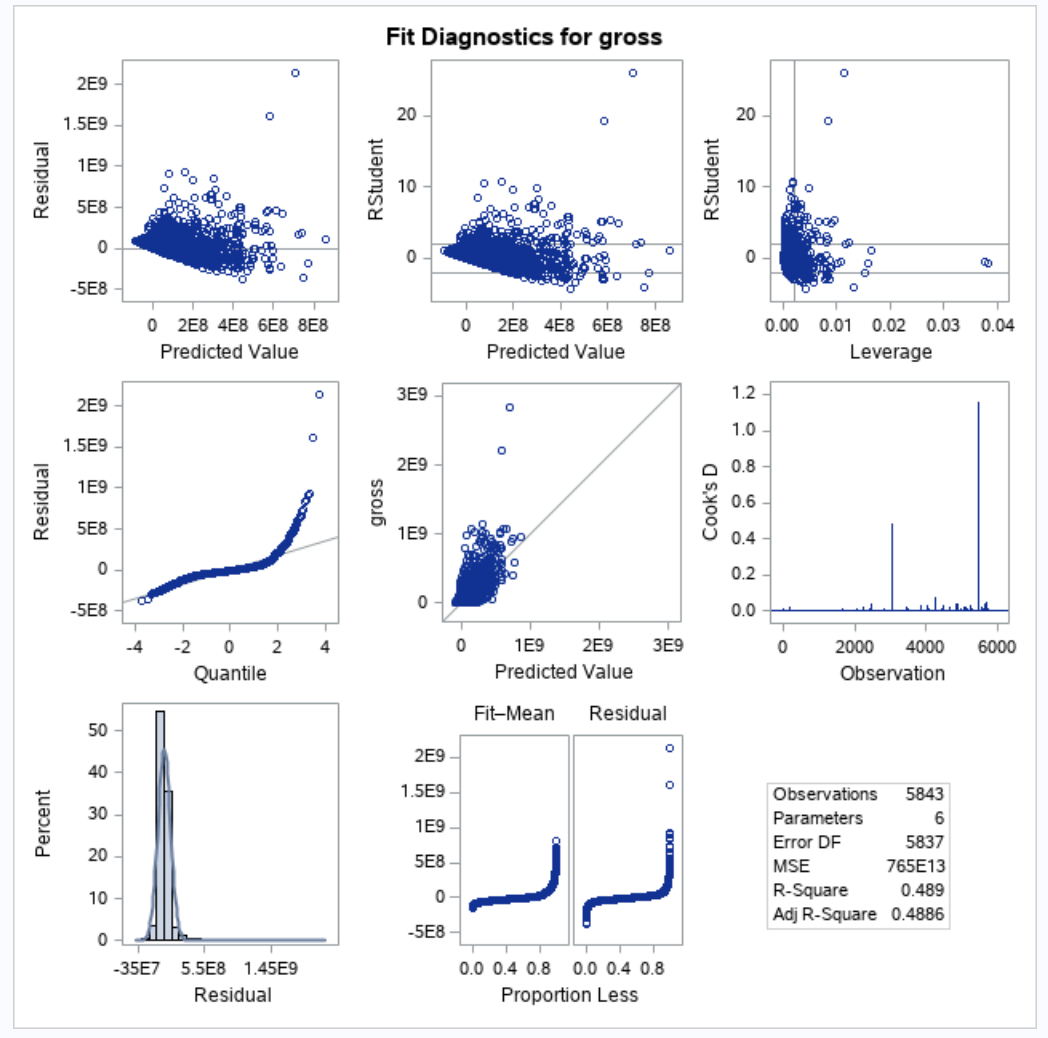 Fit Diagnostics for gross
Residual
2E9
1.5E9
1E9
5E8
0
-5E8
0 2E8 4E8 6E8 8E8
Predicted Value
RStudent
20
10
0
0 2E8 4E8 6E8 8E8
Predicted Value
RStudent
20
10
0
0.00 0.01 0.02 0.03 0.04
Leverage
Residual
2E9
1.5E9
1E9
5E8
0
-5E8
-4 -2 0 2 4
Quantile
gross
3E9
2E9
1E9
0
0 1E9 2E9 3E9
Predicted Value
Cook's D
1.2
1.0
0.8
0.6
0.4
0.2
0.0
0 2000 4000 6000
Observation
Percent
50
40
30
20
10
0
-35E7 5.5E8 1.45E9
Residual
Fit–Mean Residual
2E9
1.5E9
1E9
5E8
0
-5E8
0.0 0.4 0.8 0.0 0.4 0.8
Proportion Less
Observations 5843
Parameters 6
Error DF 5837
MSE 765E13
R-Square 0.489
Adj R-Square 0.4886